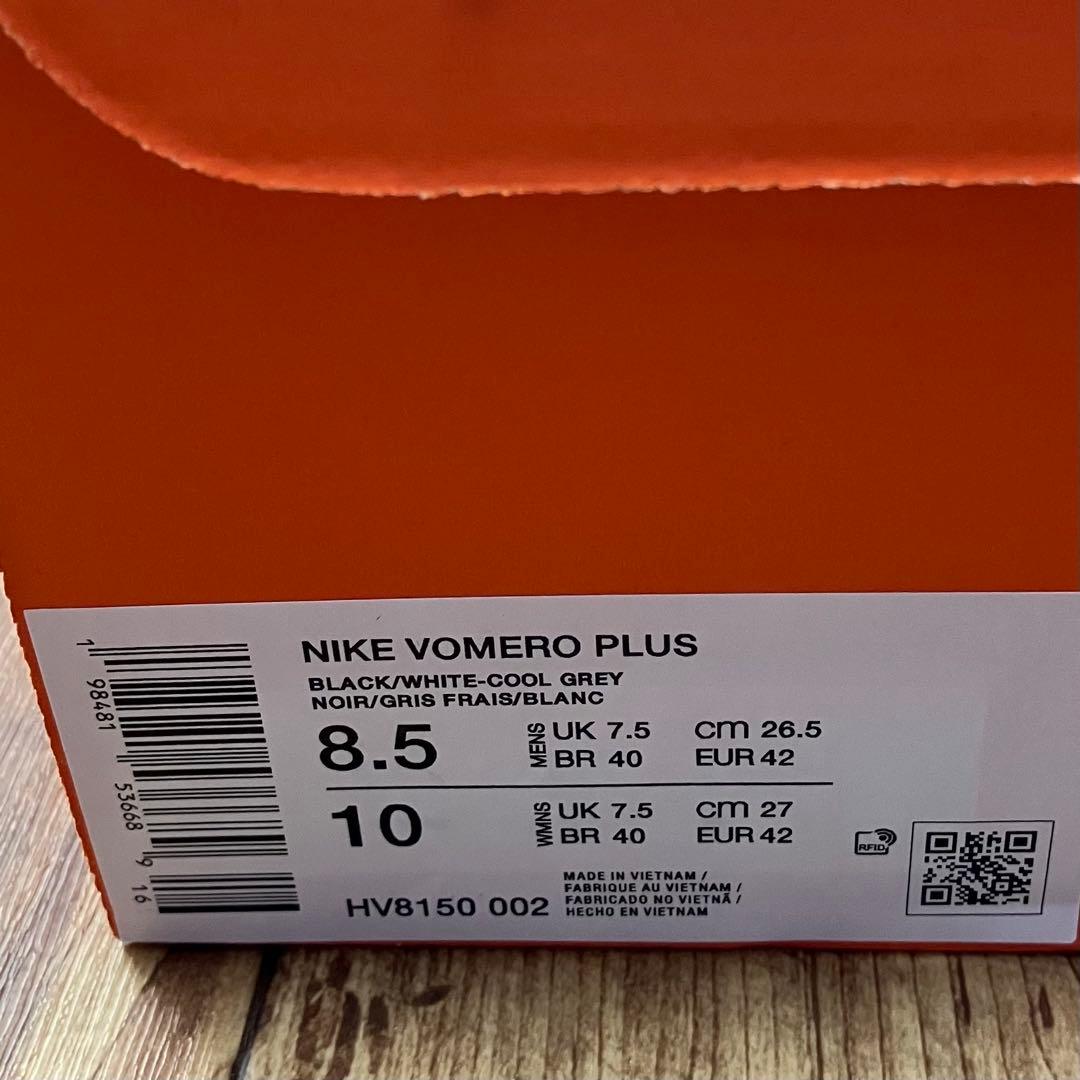 NIKE VOMERO PLUS
BLACK/WHITE-COOL GREY
NOIR/GRIS FRAIS/BLANC
8.5 MENS UK 7.5 cm 26.5
BR 40 EUR 42
10 WMNS UK 7.5 cm 27
BR 40 EUR 42
RFID
HV8150 002
MADE IN VIETNAM /
FABRIQUE AU VIETNAM /
FABRICADO NO VIETNÃ /
HECHO EN VIETNAM
1 98481 53668 9 16